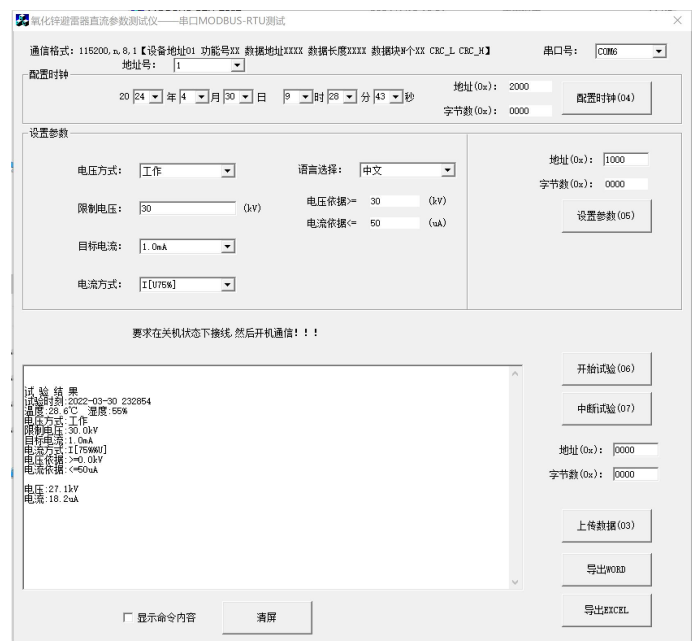 氧化锌避雷器直流参数测试仪——串口MODBUS-RTU测试
通信格式：115200,n,8,1【设备地址01 功能号XX 数据地址XXXX 数据长度XXXX 数据块N个XX CRC_L CRC_H】
串口号： COM6
地址号： 1
配置时钟
20 24 年 4 月 30 日 9 时 28 分 43 秒
地址(0x)： 2000
字节数(0x)： 0000
配置时钟(04)
设置参数
电压方式： 工作
语言选择： 中文
限制电压： 30 (kV)
电压依据>= 30 (kV)
电流依据<= 50 (uA)
目标电流： 1.0mA
电流方式： I[U75%]
地址(0x)： 1000
字节数(0x)： 0000
设置参数(05)
要求在关机状态下接线,然后开机通信！！！
试 验 结 果
试验时刻:2022-03-30 232854
温度:28.6℃ 湿度:55%
电压方式:工作
限制电压:30.0kV
目标电流:1.0mA
电流方式:I[75%%U]
电压依据:>=0.0kV
电流依据:<=50uA
电压:27.1kV
电流:18.2uA
开始试验(06)
中断试验(07)
地址(0x)： 0000
字节数(0x)： 0000
上传数据(03)
导出WORD
导出EXCEL
显示命令内容
清屏